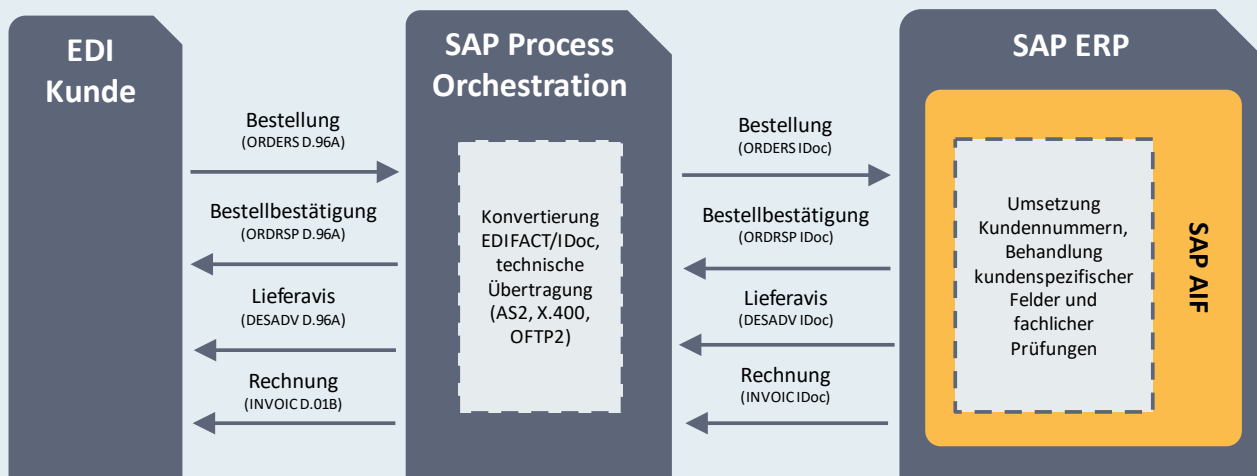 EDI
Kunde
SAP Process
Orchestration
SAP ERP
Bestellung
(ORDERS D.96A)
Bestellbestätigung
(ORDRSP D.96A)
Lieferavis
(DESADV D.96A)
Rechnung
(INVOIC D.01B)
Konvertierung
EDIFACT/IDoc,
technische
Übertragung
(AS2, X.400,
OFTP2)
Bestellung
(ORDERS IDoc)
Bestellbestätigung
(ORDRSP IDoc)
Lieferavis
(DESADV IDoc)
Rechnung
(INVOIC IDoc)
Umsetzung
Kundennummern,
Behandlung
kundenspezifischer
Felder und
fachlicher
Prüfungen
SAP AIF